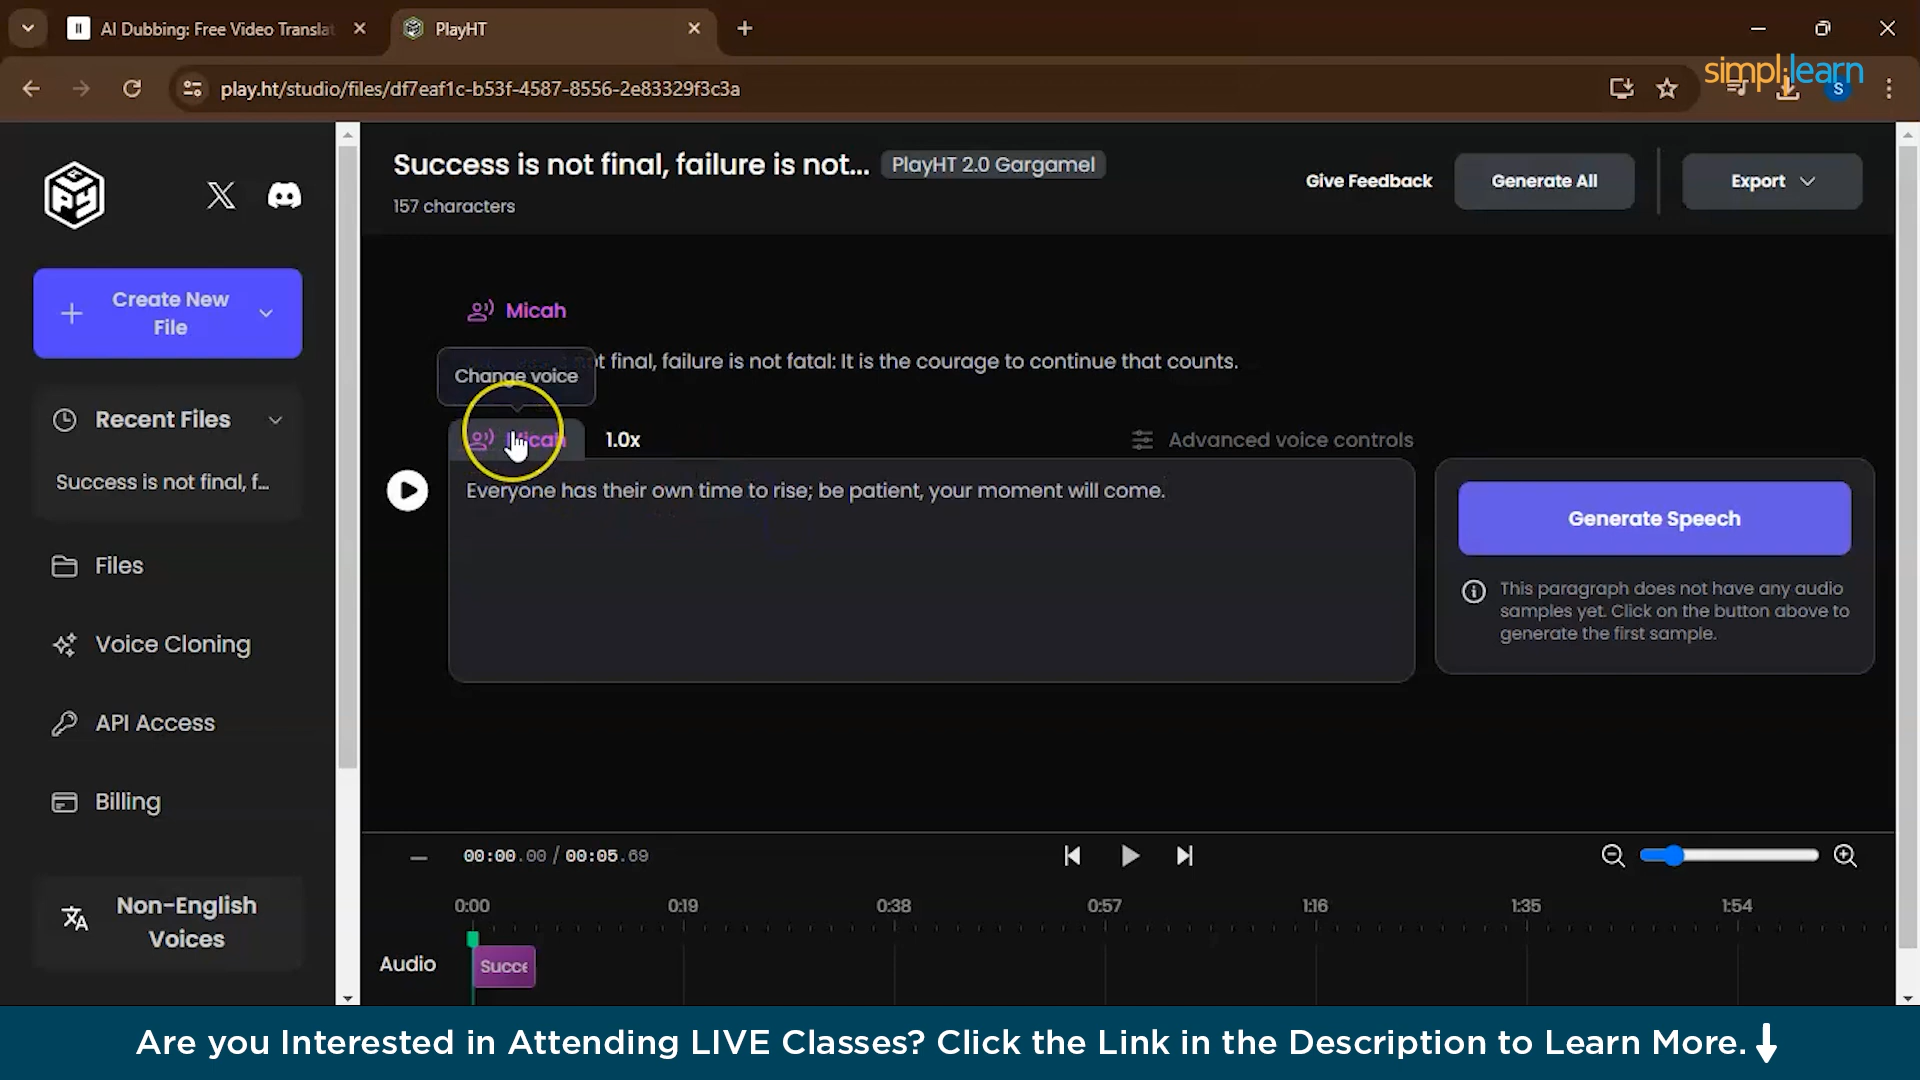 AI Dubbing: Free Video Translat
PlayHT
play.ht/studio/files/df7eaf1c-b53f-4587-8556-2e83329f3c3a
simplilearn
S
Success is not final, failure is not...
PlayHT 2.0 Gargamel
157 characters
Give Feedback
Generate All
Export
Create New
File
Recent Files
Success is not final, f...
Files
Voice Cloning
API Access
Billing
Non-English
Voices
Micah
t final, failure is not fatal: It is the courage to continue that counts.
Change voice
Micah
1.0x
Advanced voice controls
Everyone has their own time to rise; be patient, your moment will come.
Generate Speech
This paragraph does not have any audio
samples yet. Click on the button above to
generate the first sample.
00:00.00 / 00:05.69
0:00 0:19 0:38 0:57 1:16 1:35 1:54
Audio
Succe
Are you Interested in Attending LIVE Classes? Click the Link in the Description to Learn More.